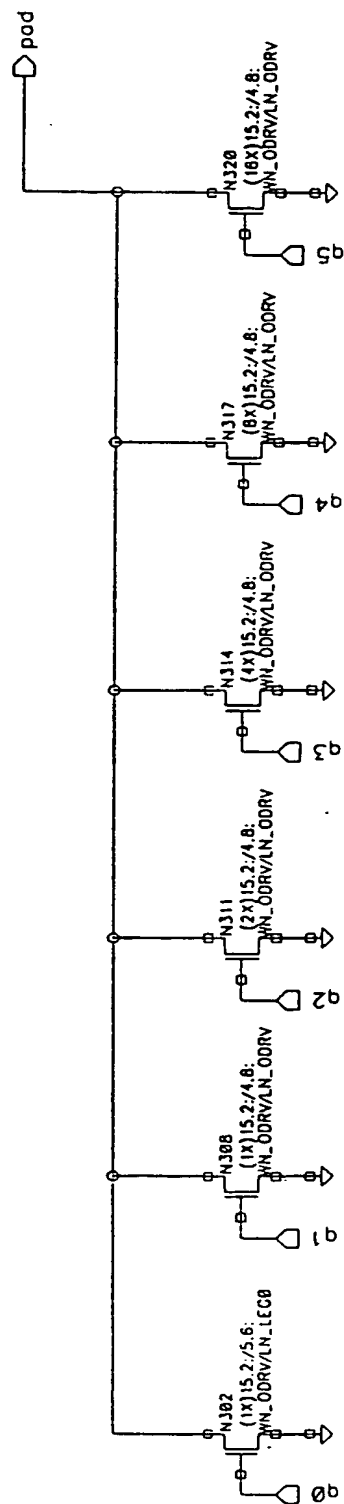 pad
N320
(16X)15.2:/4.8:
WN_ODRV/LN_ODRV
q5
N317
(8X)15.2:/4.8:
WN_ODRV/LN_ODRV
q4
N314
(4X)15.2:/4.8:
WN_ODRV/LN_ODRV
q3
N311
(2X)15.2:/4.8:
WN_ODRV/LN_ODRV
q2
N308
(1X)15.2:/4.8:
WN_ODRV/LN_ODRV
q1
N302
(1X)15.2:/5.6:
WN_ODRV/LN_LEG0
q0